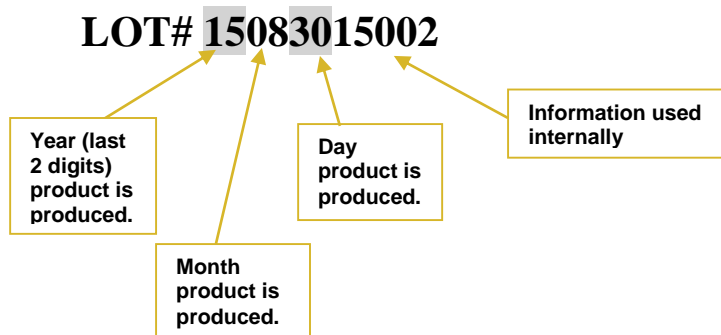 LOT# 15083015002
Year (last
2 digits)
product is
produced.
Month
product is
produced.
Day
product is
produced.
Information used
internally